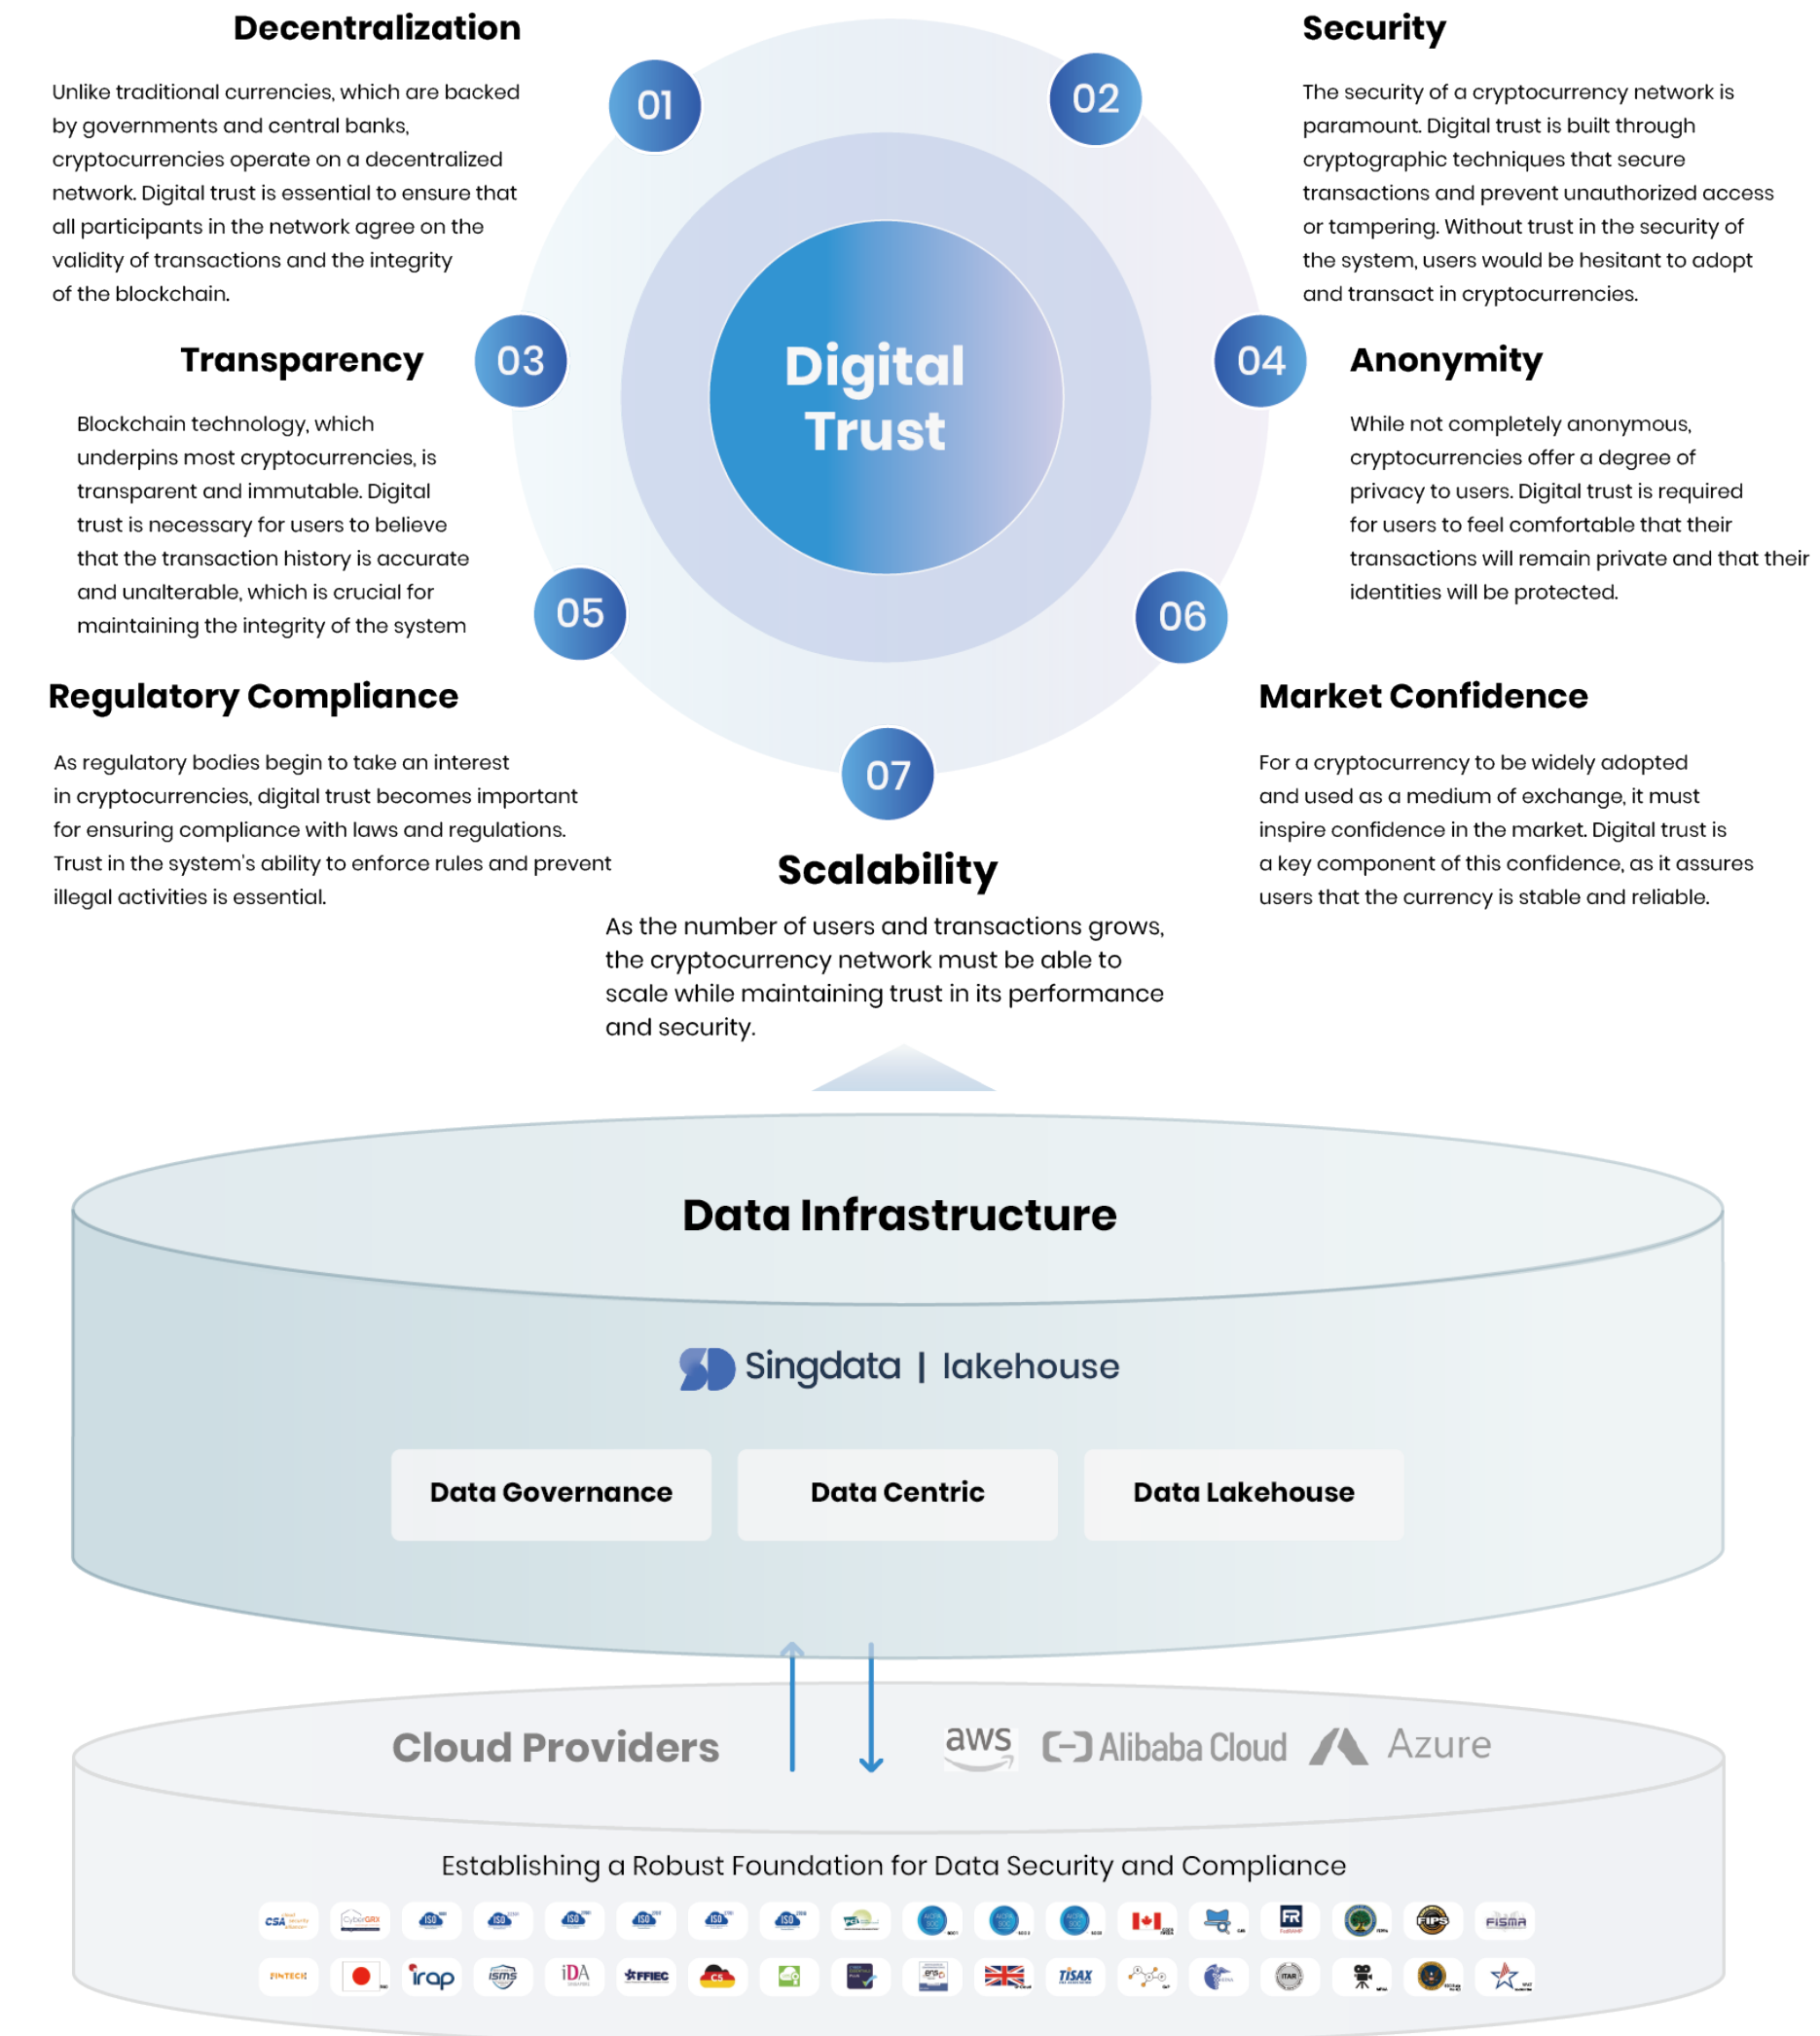 Decentralization
Unlike traditional currencies, which are backed
by governments and central banks,
cryptocurrencies operate on a decentralized
network. Digital trust is essential to ensure that
all participants in the network agree on the
validity of transactions and the integrity
of the blockchain.
01
02
Security
The security of a cryptocurrency network is
paramount. Digital trust is built through
cryptographic techniques that secure
transactions and prevent unauthorized access
or tampering. Without trust in the security of
the system, users would be hesitant to adopt
and transact in cryptocurrencies.
Digital
Trust
Transparency
03
Blockchain technology, which
underpins most cryptocurrencies, is
transparent and immutable. Digital
trust is necessary for users to believe
that the transaction history is accurate
and unalterable, which is crucial for
maintaining the integrity of the system
04
Anonymity
While not completely anonymous,
cryptocurrencies offer a degree of
privacy to users. Digital trust is required
for users to feel comfortable that their
transactions will remain private and that their
identities will be protected.
05
Regulatory Compliance
As regulatory bodies begin to take an interest
in cryptocurrencies, digital trust becomes important
for ensuring compliance with laws and regulations.
Trust in the system's ability to enforce rules and prevent
illegal activities is essential.
06
Market Confidence
For a cryptocurrency to be widely adopted
and used as a medium of exchange, it must
inspire confidence in the market. Digital trust is
a key component of this confidence, as it assures
users that the currency is stable and reliable.
07
Scalability
As the number of users and transactions grows,
the cryptocurrency network must be able to
scale while maintaining trust in its performance
and security.
Data Infrastructure
Singdata | lakehouse
Data Governance
Data Centric
Data Lakehouse
Cloud Providers
aws
Alibaba Cloud
Azure
Establishing a Robust Foundation for Data Security and Compliance
CSA cloud security alliance
CyberGRX
ISO
ISO
ISO
ISO
ISO
ISO
PCI
AICPA SOC
AICPA SOC
AICPA SOC
FR
FIPS
FISMA
FINTECH
irap
ISMS
iDA
FFIEC
C5
ens
TISAX
ITAR